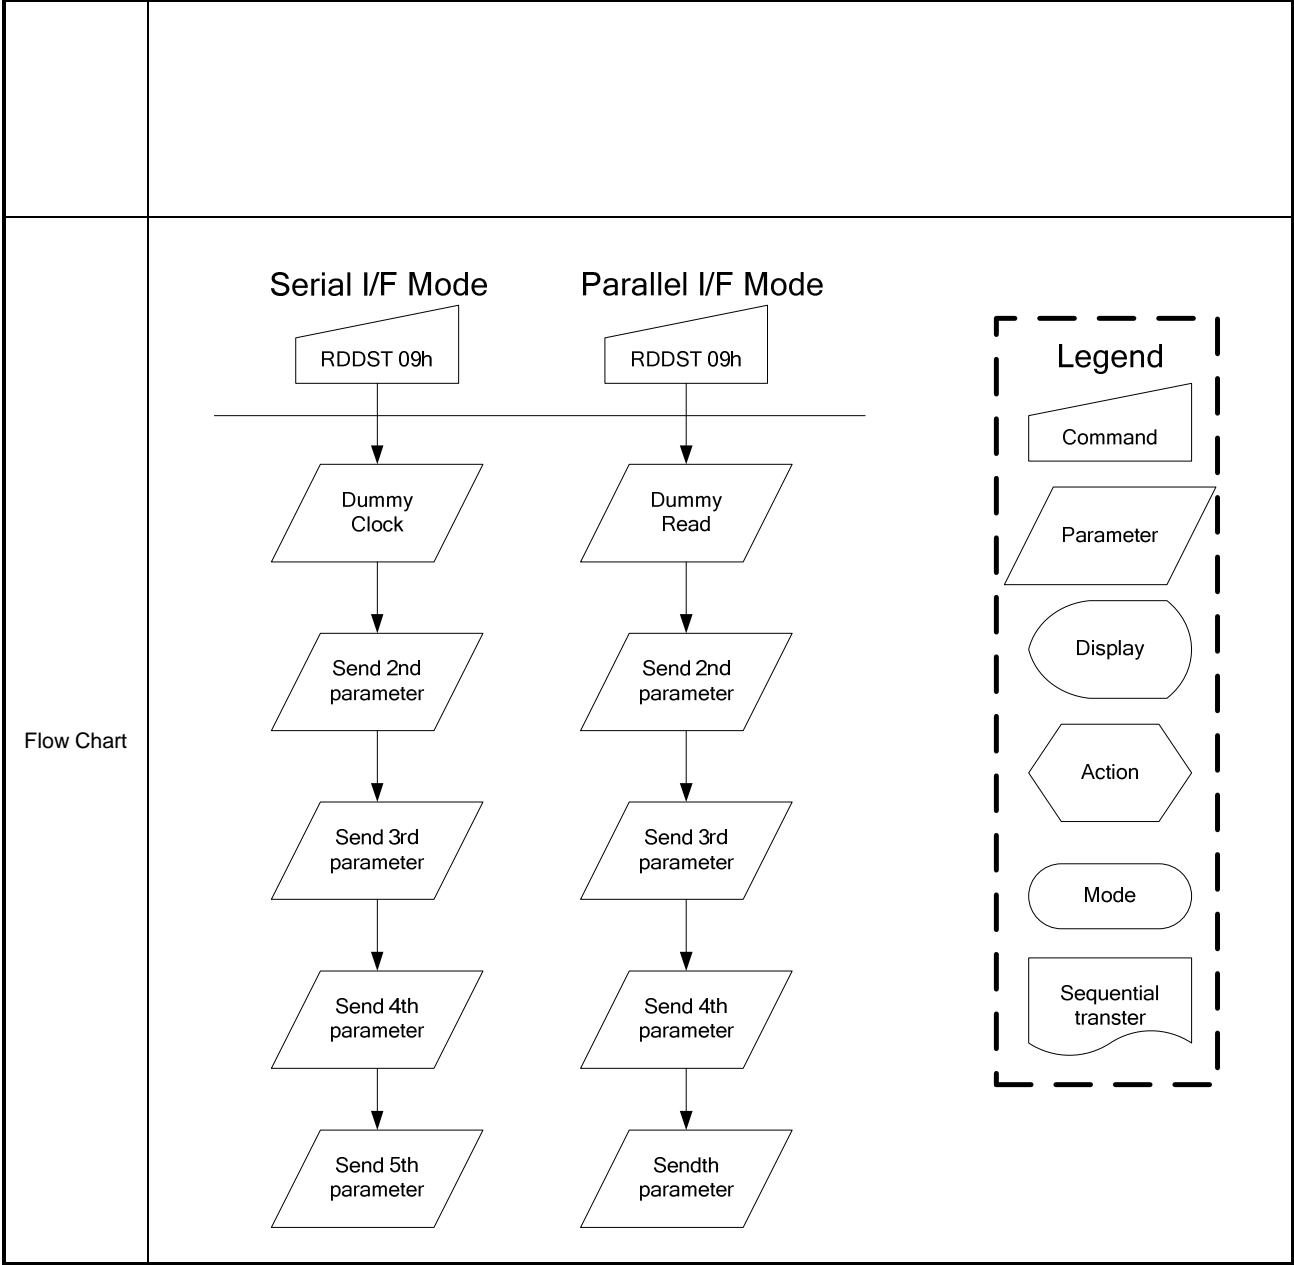 Flow Chart
Serial I/F Mode
RDDST 09h
Dummy
Clock
Send 2nd
parameter
Send 3rd
parameter
Send 4th
parameter
Send 5th
parameter
Parallel I/F Mode
RDDST 09h
Dummy
Read
Send 2nd
parameter
Send 3rd
parameter
Send 4th
parameter
Sendth
parameter
Legend
Command
Parameter
Display
Action
Mode
Sequential
transter